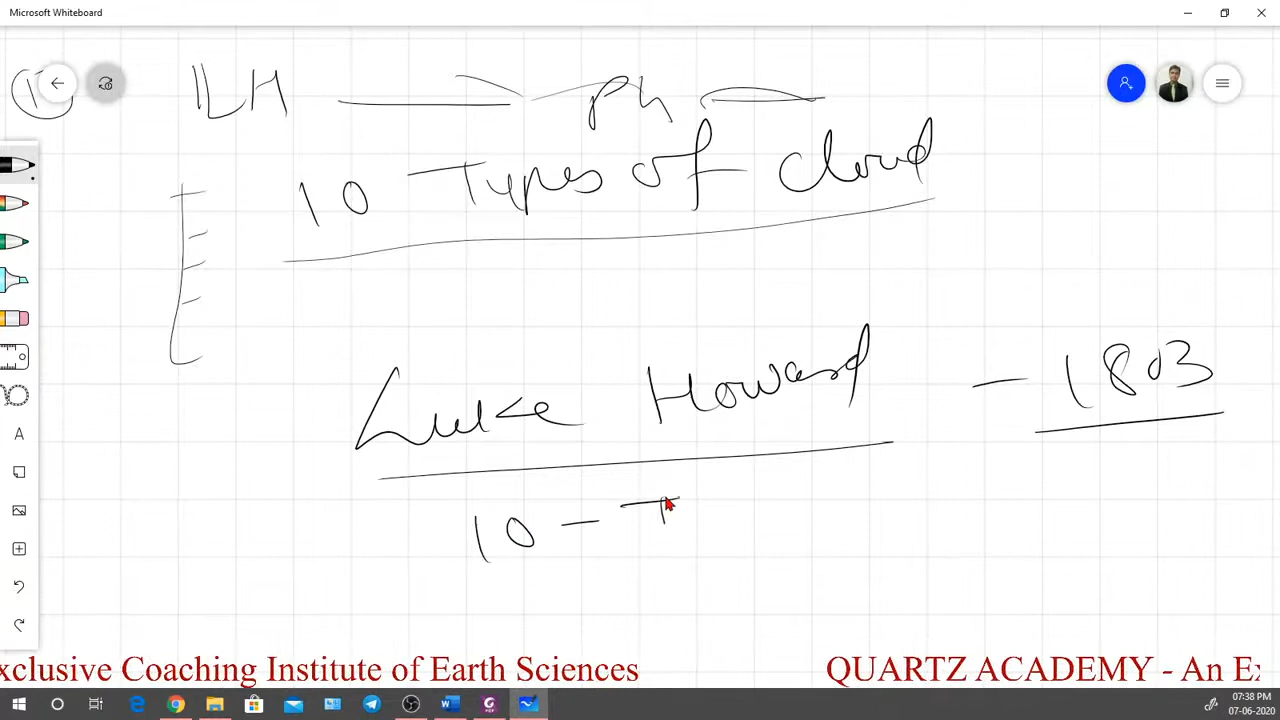 Microsoft Whiteboard
LH — Ph —
10 Types of cloud
Luke Howard — 1803
10 – T
A
xclusive Coaching Institute of Earth Sciences QUARTZ ACADEMY - An Ex
07:38 PM
07-06-2020